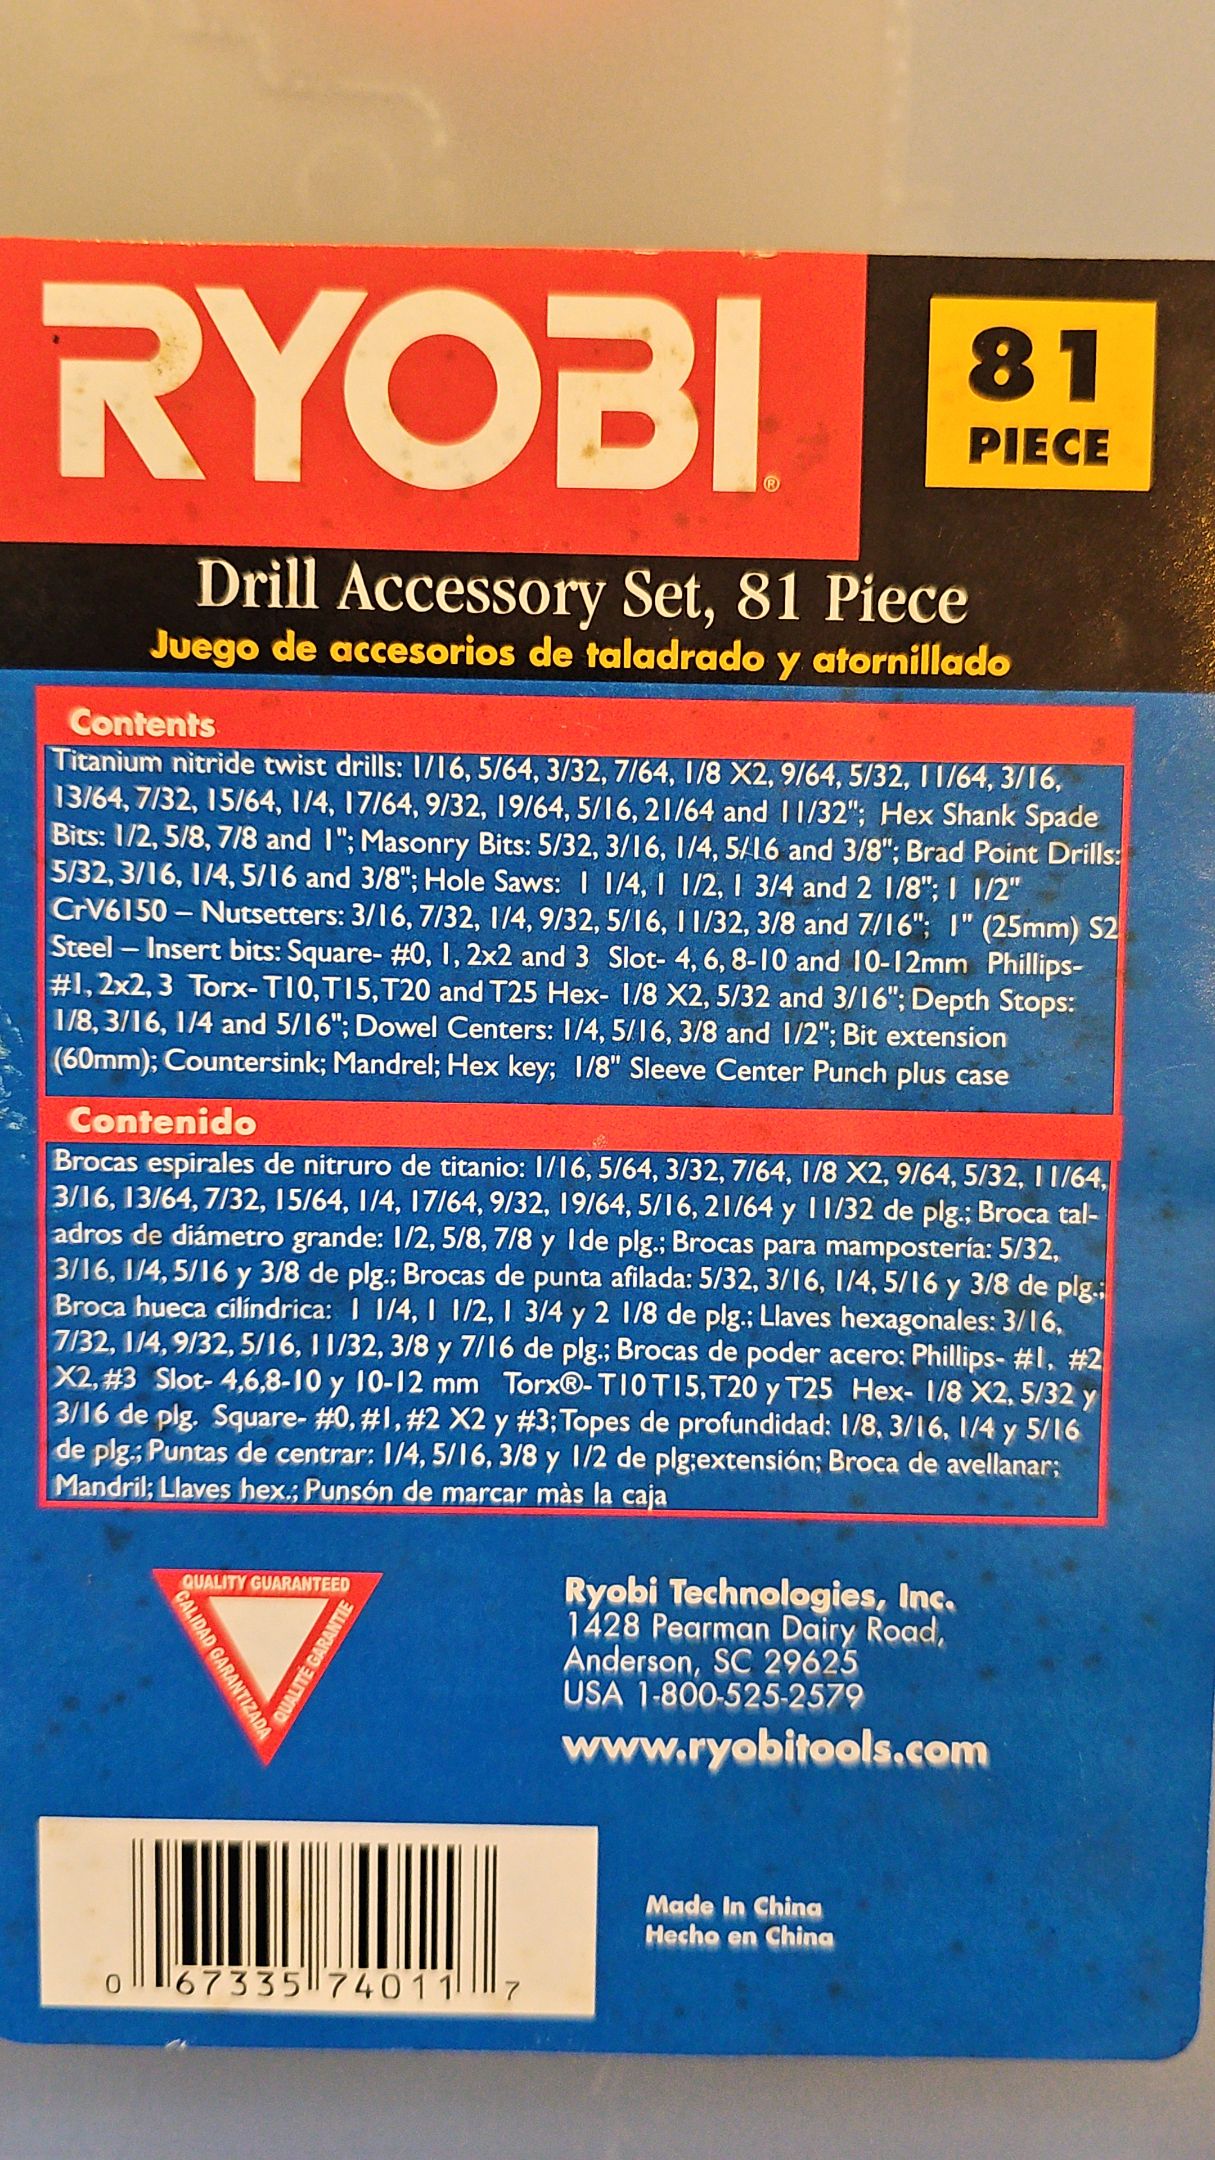 RYOBI®
81
PIECE
Drill Accessory Set, 81 Piece
Juego de accesorios de taladrado y atornillado
Contents
Titanium nitride twist drills: 1/16, 5/64, 3/32, 7/64, 1/8 X2, 9/64, 5/32, 11/64, 3/16,
13/64, 7/32, 15/64, 1/4, 17/64, 9/32, 19/64, 5/16, 21/64 and 11/32"; Hex Shank Spade
Bits: 1/2, 5/8, 7/8 and 1"; Masonry Bits: 5/32, 3/16, 1/4, 5/16 and 3/8"; Brad Point Drills:
5/32, 3/16, 1/4, 5/16 and 3/8"; Hole Saws: 1 1/4, 1 1/2, 1 3/4 and 2 1/8"; 1 1/2"
CrV6150 – Nutsetters: 3/16, 7/32, 1/4, 9/32, 5/16, 11/32, 3/8 and 7/16"; 1" (25mm) S2
Steel – Insert bits: Square- #0, 1, 2x2 and 3 Slot- 4, 6, 8-10 and 10-12mm Phillips-
#1, 2x2, 3 Torx- T10, T15, T20 and T25 Hex- 1/8 X2, 5/32 and 3/16"; Depth Stops:
1/8, 3/16, 1/4 and 5/16"; Dowel Centers: 1/4, 5/16, 3/8 and 1/2"; Bit extension
(60mm); Countersink; Mandrel; Hex key; 1/8" Sleeve Center Punch plus case
Contenido
Brocas espirales de nitruro de titanio: 1/16, 5/64, 3/32, 7/64, 1/8 X2, 9/64, 5/32, 11/64,
3/16, 13/64, 7/32, 15/64, 1/4, 17/64, 9/32, 19/64, 5/16, 21/64 y 11/32 de plg.; Broca tal-
adros de diámetro grande: 1/2, 5/8, 7/8 y 1de plg.; Brocas para mampostería: 5/32,
3/16, 1/4, 5/16 y 3/8 de plg.; Brocas de punta afilada: 5/32, 3/16, 1/4, 5/16 y 3/8 de plg.;
Broca hueca cilíndrica: 1 1/4, 1 1/2, 1 3/4 y 2 1/8 de plg.; Llaves hexagonales: 3/16,
7/32, 1/4, 9/32, 5/16, 11/32, 3/8 y 7/16 de plg.; Brocas de poder acero: Phillips- #1, #2
X2, #3 Slot- 4,6,8-10 y 10-12 mm Torx®- T10 T15, T20 y T25 Hex- 1/8 X2, 5/32 y
3/16 de plg. Square- #0, #1, #2 X2 y #3; Topes de profundidad: 1/8, 3/16, 1/4 y 5/16
de plg.; Puntas de centrar: 1/4, 5/16, 3/8 y 1/2 de plg;extensión; Broca de avellanar;
Mandril; Llaves hex.; Punsón de marcar màs la caja
QUALITY GUARANTEED
CALIDAD GARANTIZADA
QUALITÉ GARANTIE
Ryobi Technologies, Inc.
1428 Pearman Dairy Road,
Anderson, SC 29625
USA 1-800-525-2579
www.ryobitools.com
Made In China
Hecho en China
0 67335 74011 7